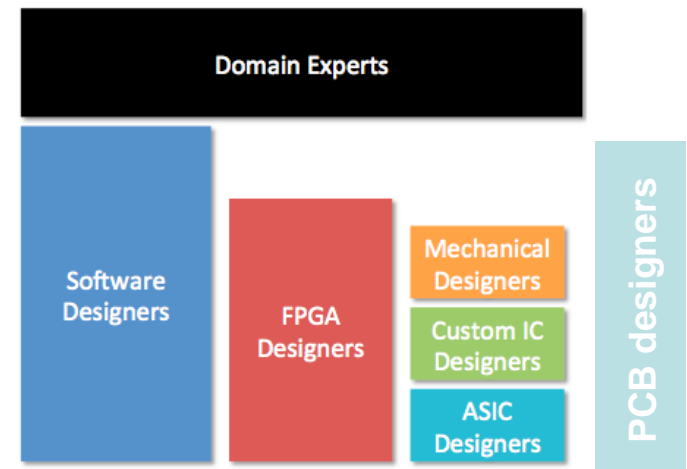 Domain Experts
Software
Designers
FPGA
Designers
Mechanical
Designers
Custom IC
Designers
ASIC
Designers
PCB designers